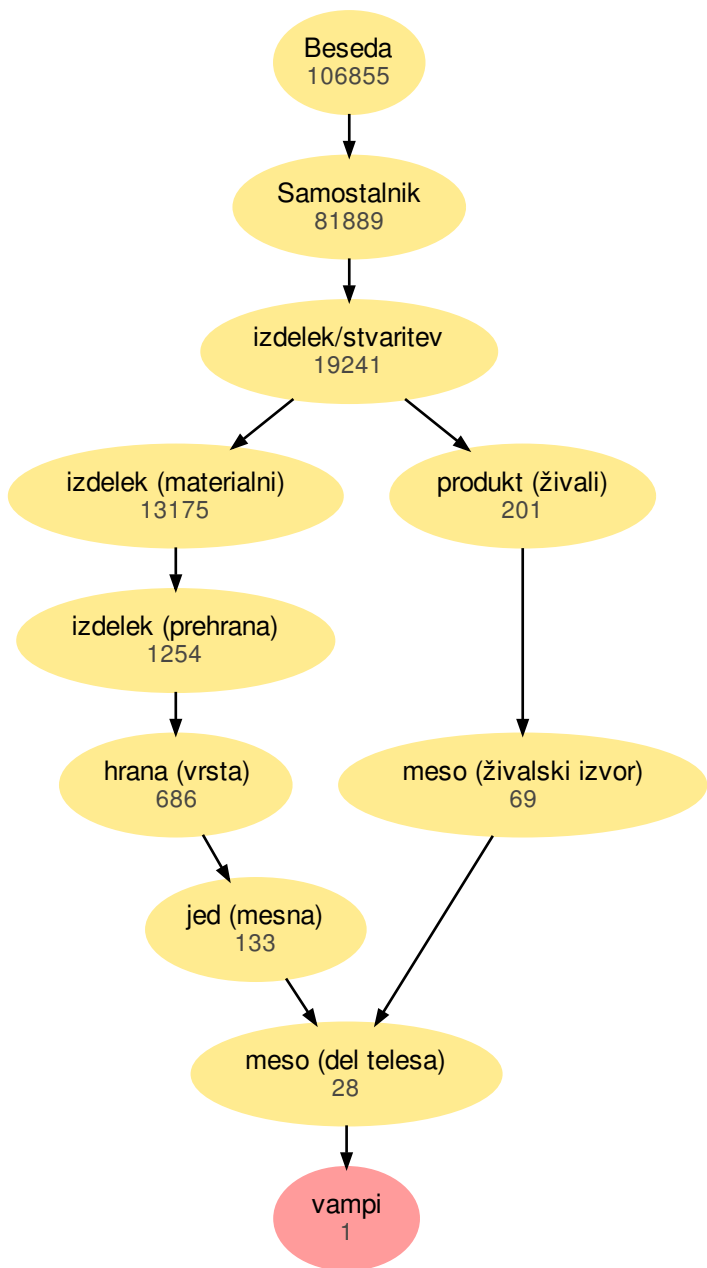 Beseda
106855
Samostalnik
81889
izdelek/stvaritev
19241
izdelek (materialni)
13175
produkt (živali)
201
izdelek (prehrana)
1254
hrana (vrsta)
686
meso (živalski izvor)
69
jed (mesna)
133
meso (del telesa)
28
vampi
1